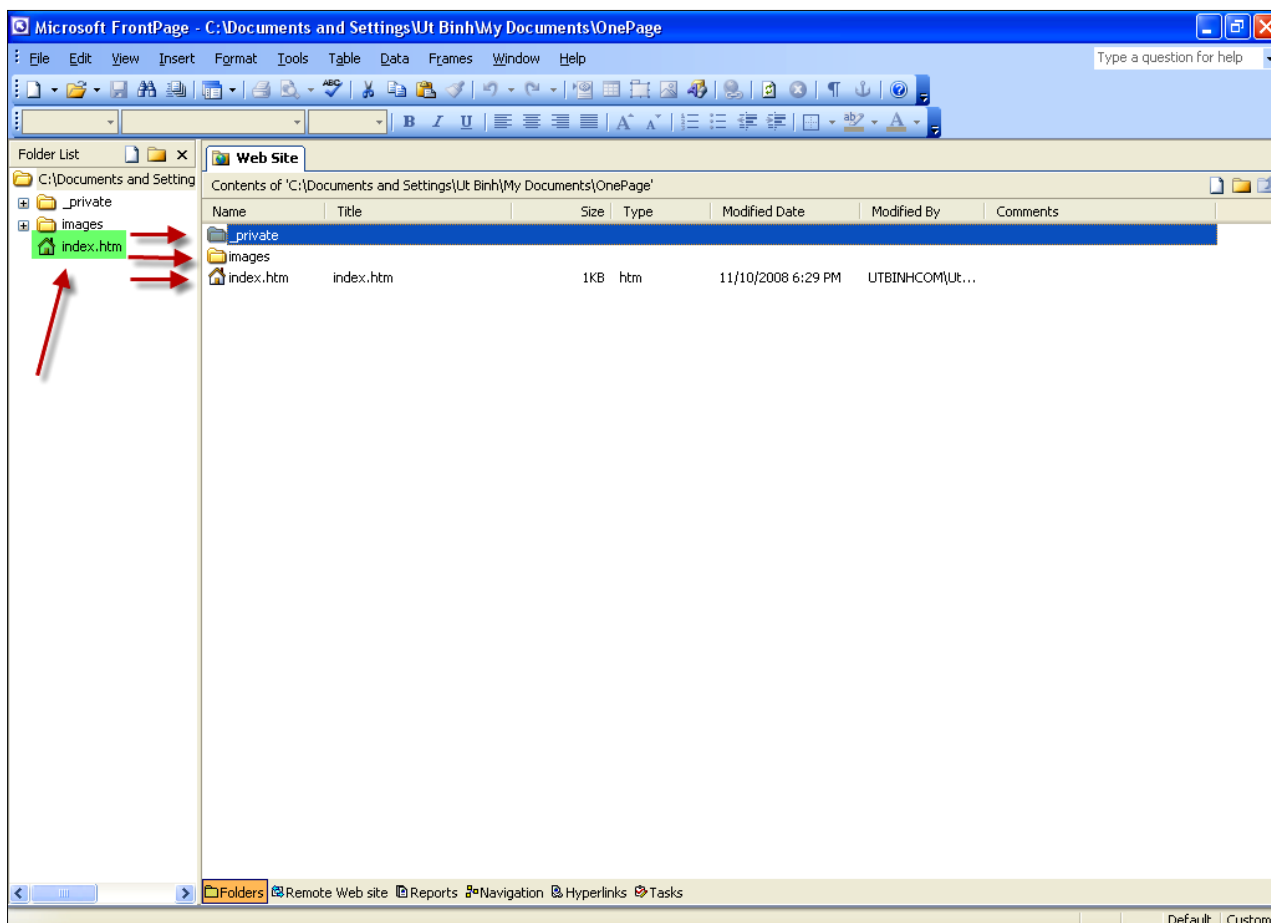 Microsoft FrontPage - C:\Documents and Settings\Ut Binh\My Documents\OnePage
File Edit View Insert Format Tools Table Data Frames Window Help Type a question for help
ABC
B I U A A ab A
Folder List
Web Site
C:\Documents and Setting
Contents of 'C:\Documents and Settings\Ut Binh\My Documents\OnePage'
_private
Name Title Size Type Modified Date Modified By Comments
images
_private
index.htm
images
index.htm index.htm 1KB htm 11/10/2008 6:29 PM UTBINHCOM\Ut...
Folders Remote Web site Reports Navigation Hyperlinks Tasks
Default Custom